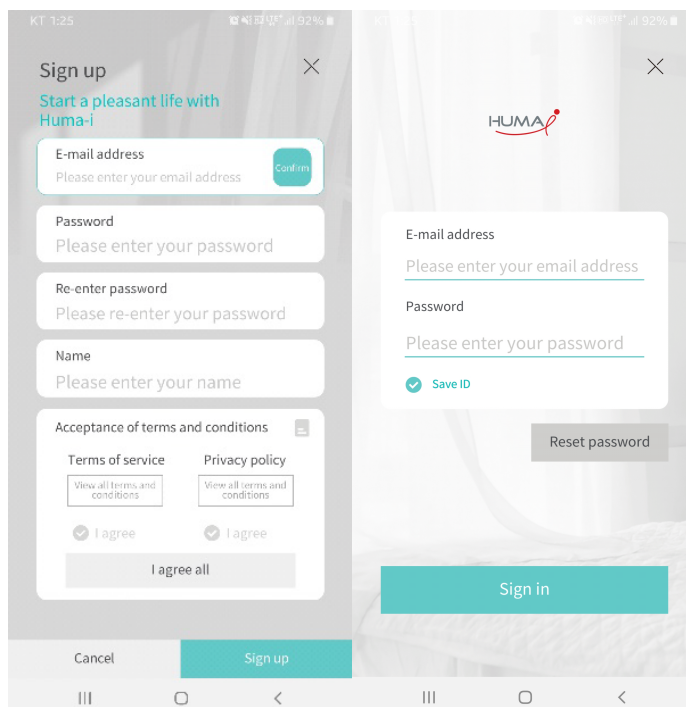 KT 1:25
92%
Sign up
Start a pleasant life with
Huma-i
E-mail address
Please enter your email address
Confirm
Password
Please enter your password
Re-enter password
Please re-enter your password
Name
Please enter your name
Acceptance of terms and conditions
Terms of service
Privacy policy
View all terms and
conditions
View all terms and
conditions
I agree
I agree
I agree all
Cancel
Sign up
92%
HUMA i
E-mail address
Please enter your email address
Password
Please enter your password
Save ID
Reset password
Sign in